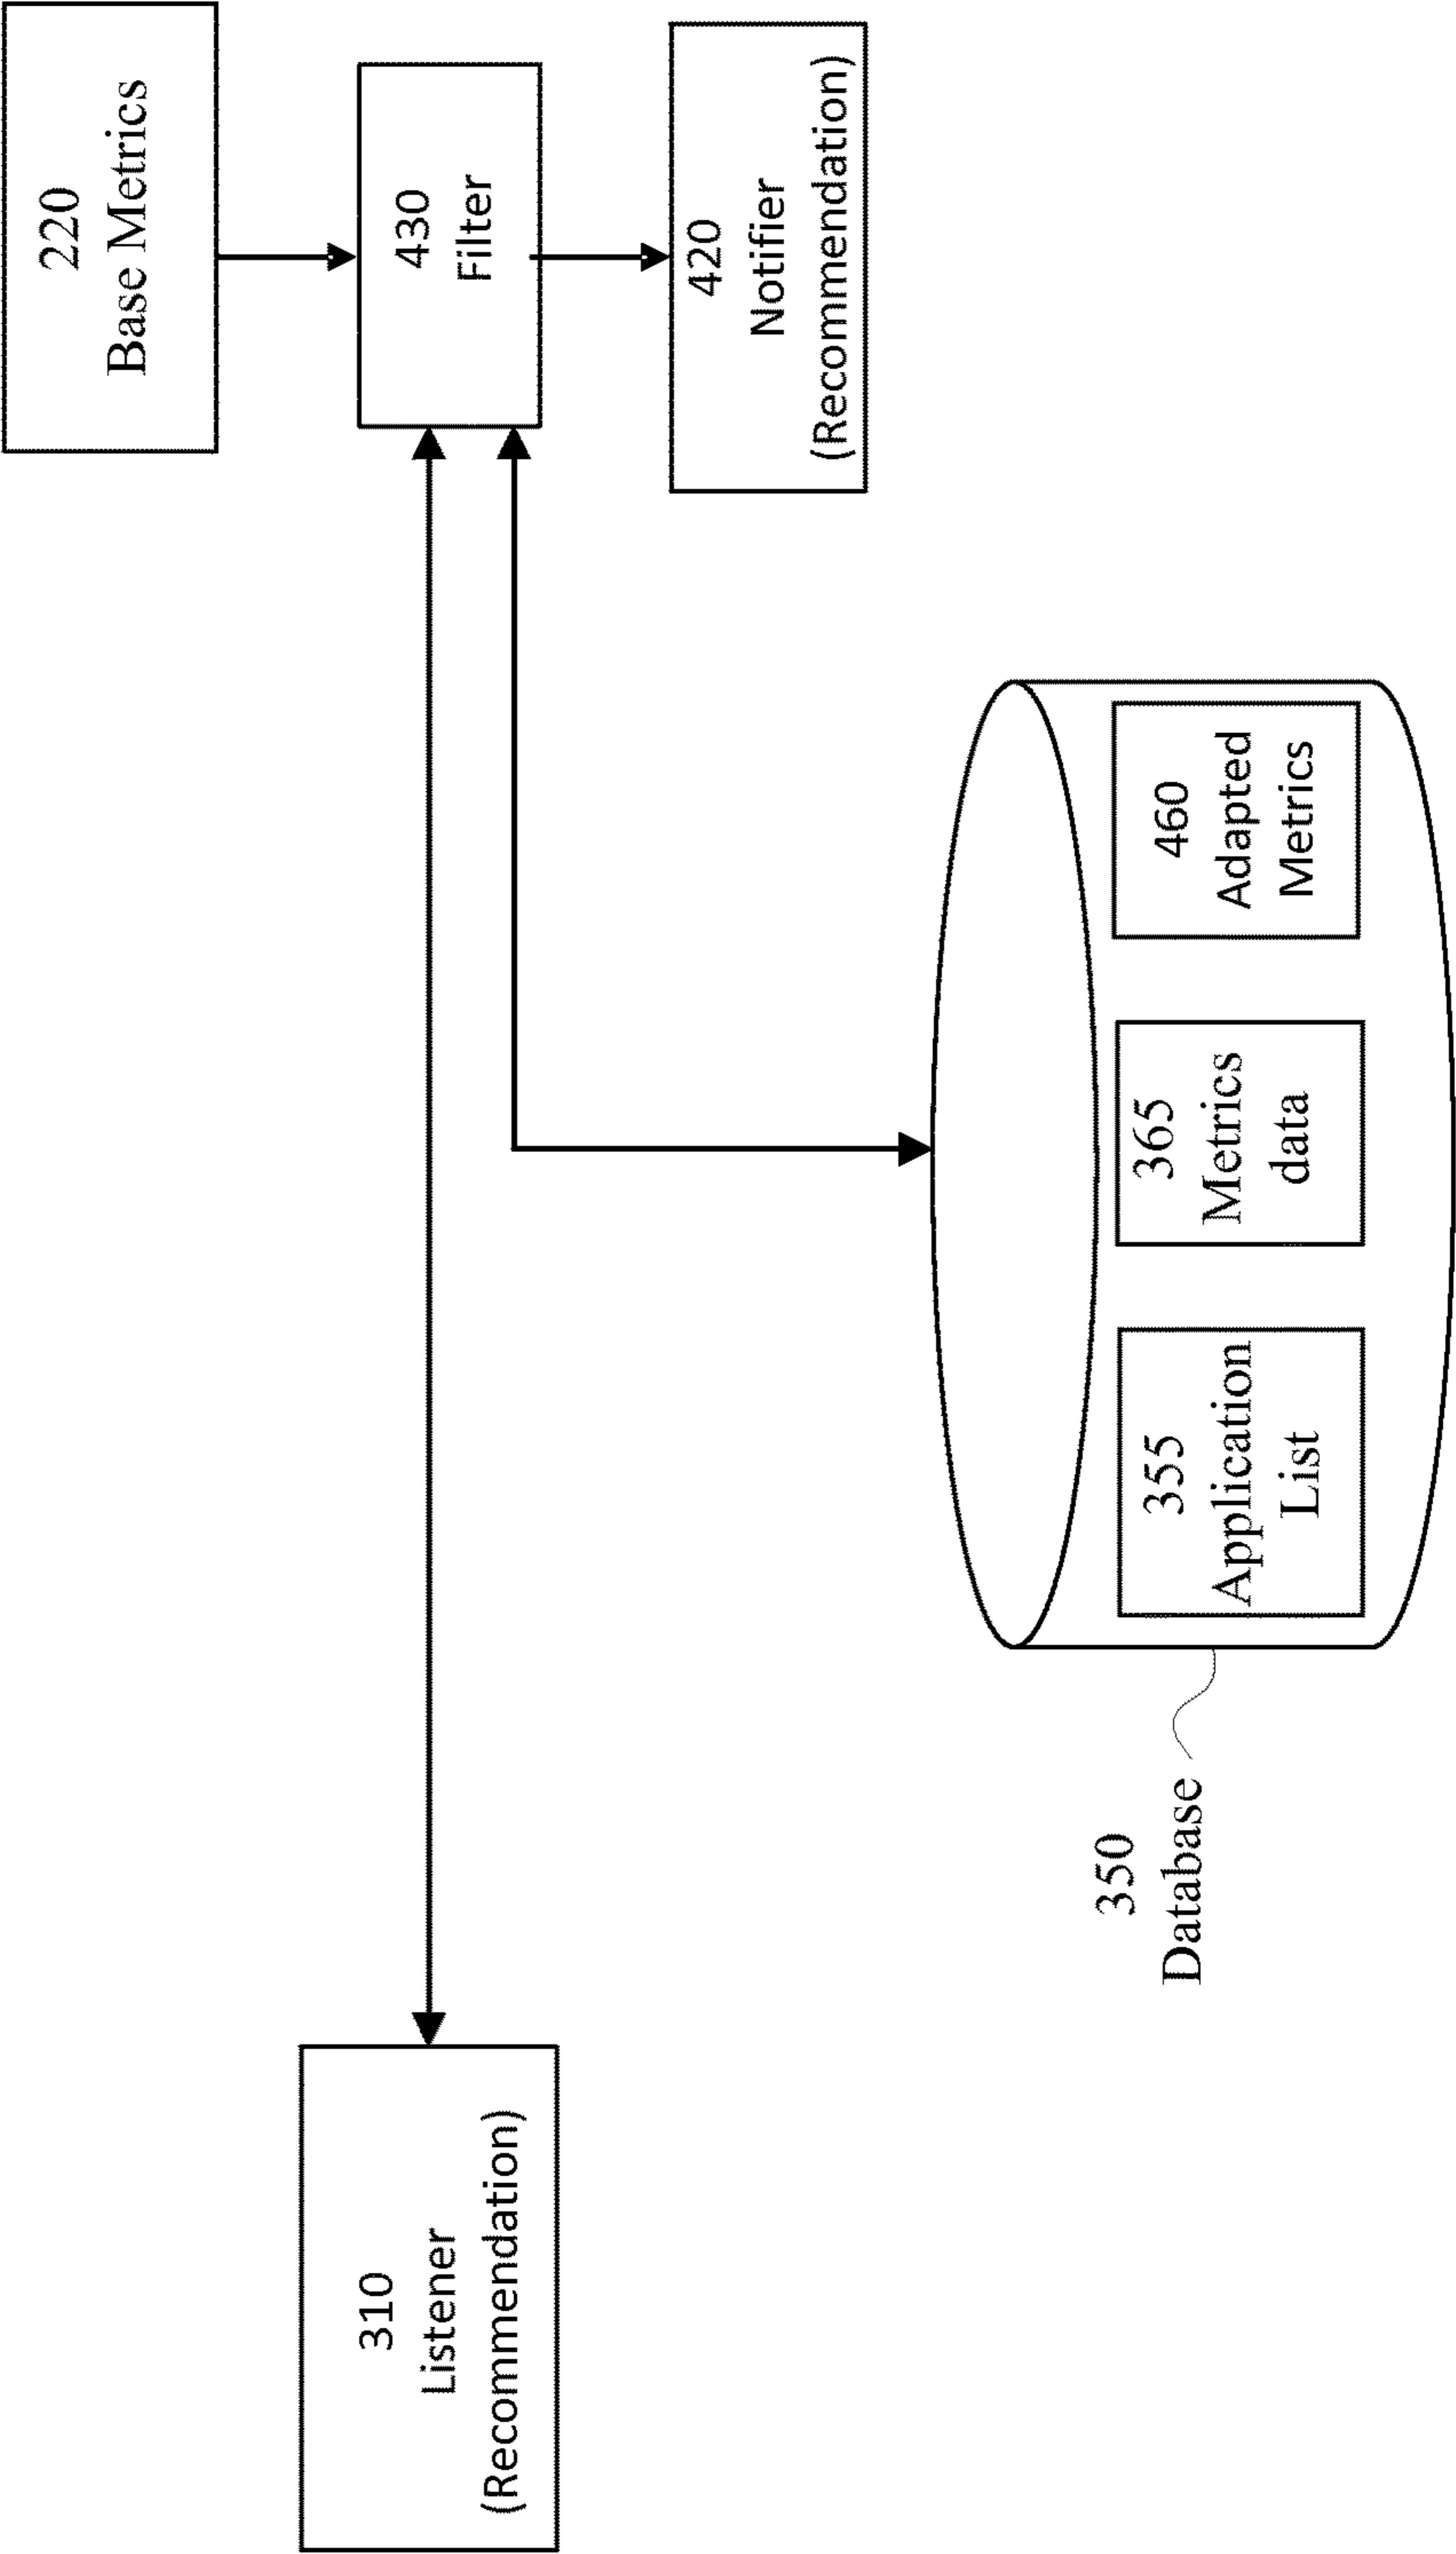 220
Base Metrics
430
Filter
420
Notifier
(Recommendation)
310
Listener
(Recommendation)
350
Database
355
Application
List
365
Metrics
data
460
Adapted
Metrics